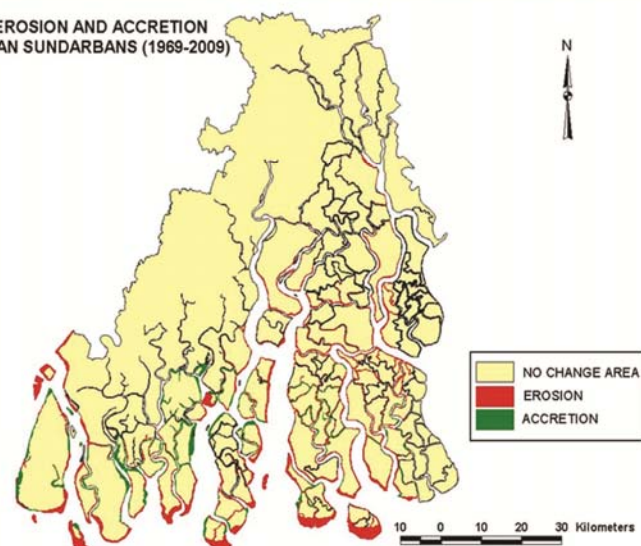 EROSION AND ACCRETION
AN SUNDARBANS (1969-2009)
N
NO CHANGE AREA
EROSION
ACCRETION
10 0 10 20 30 Kilometers